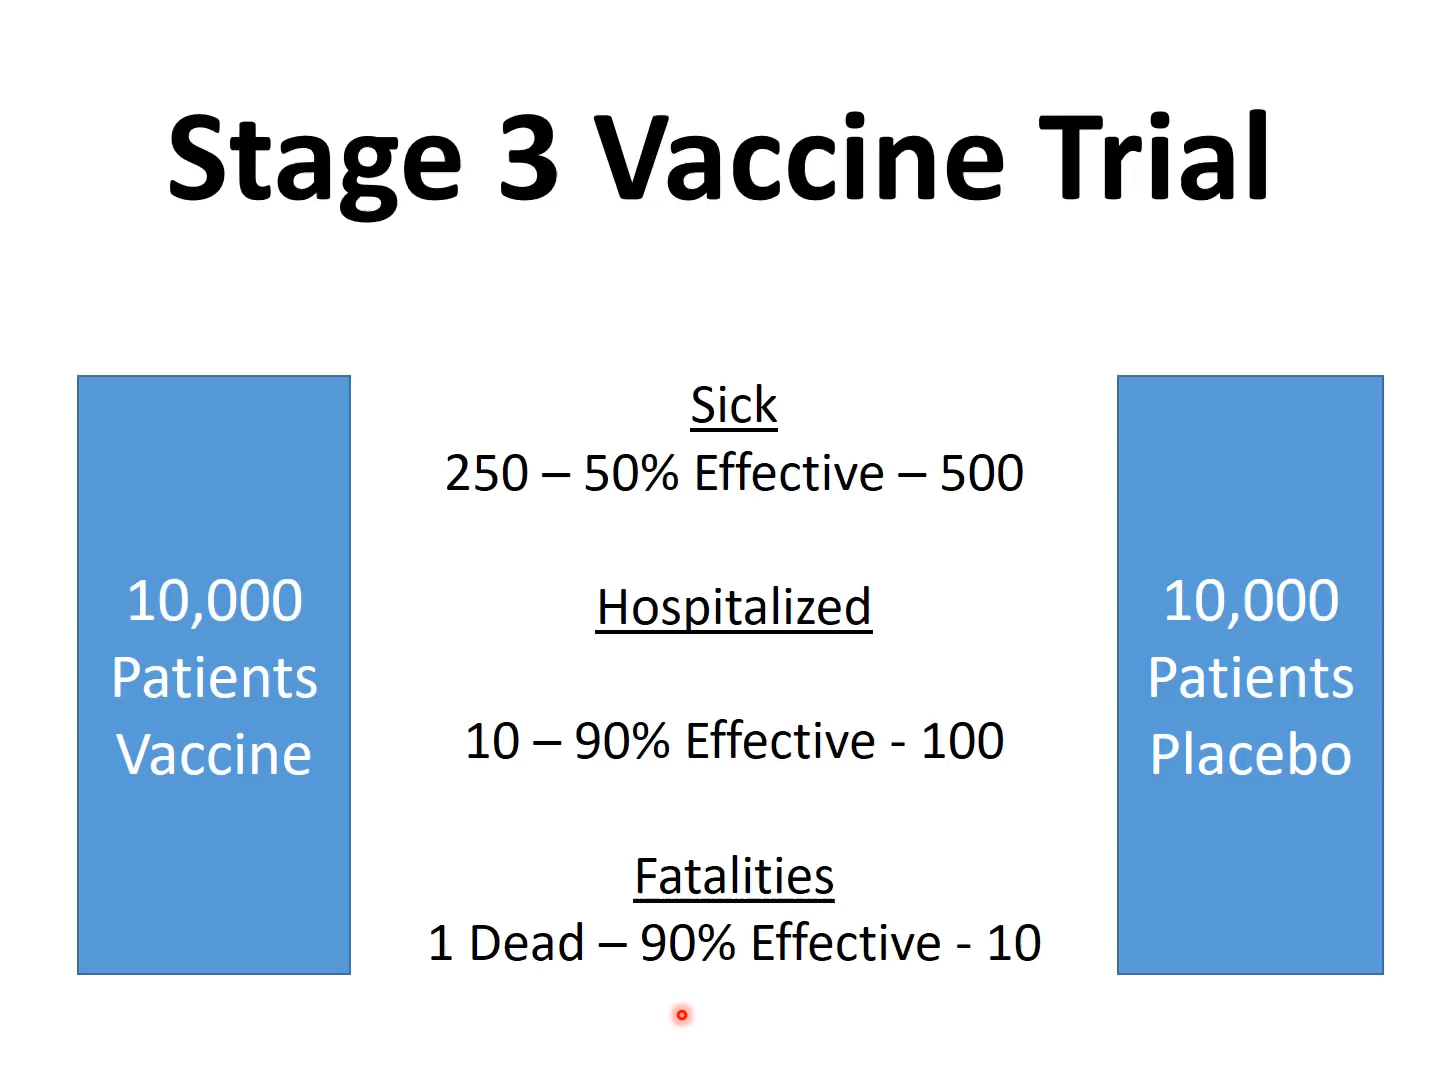 Stage 3 Vaccine Trial
10,000
Patients
Vaccine
Sick
250 – 50% Effective – 500
Hospitalized
10 – 90% Effective - 100
Fatalities
1 Dead – 90% Effective - 10
10,000
Patients
Placebo